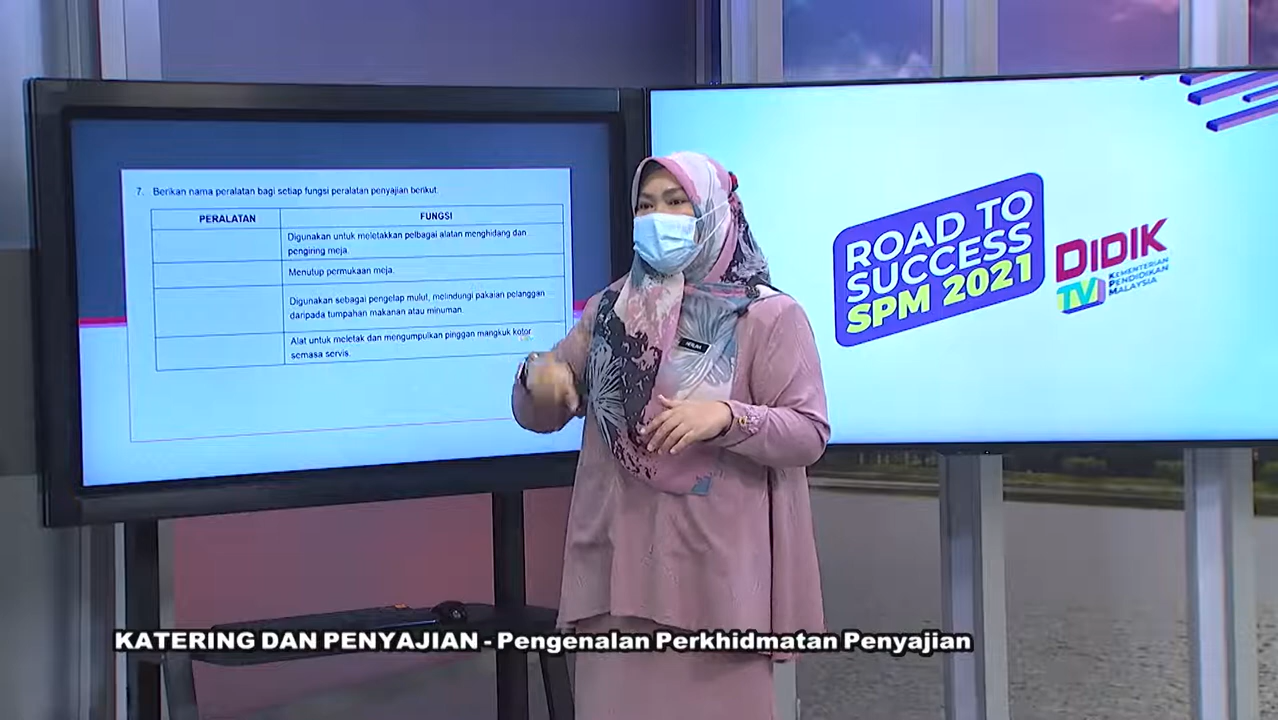 7. Berikan nama peralatan bagi setiap fungsi peralatan penyajian berikut.
PERALATAN FUNGSI
Digunakan untuk meletakkan pelbagai alatan menghidang dan
pengiring meja.
Menutup permukaan meja.
Digunakan sebagai pengelap mulut, melindungi pakaian pelanggan
daripada tumpahan makanan atau minuman.
Alat untuk meletak dan mengumpulkan pinggan mangkuk kotor
semasa servis.
ROAD TO
SUCCESS
SPM 2021
DIDIK
TV
KEMENTERIAN
PENDIDIKAN
MALAYSIA
KATERING DAN PENYAJIAN - Pengenalan Perkhidmatan Penyajian